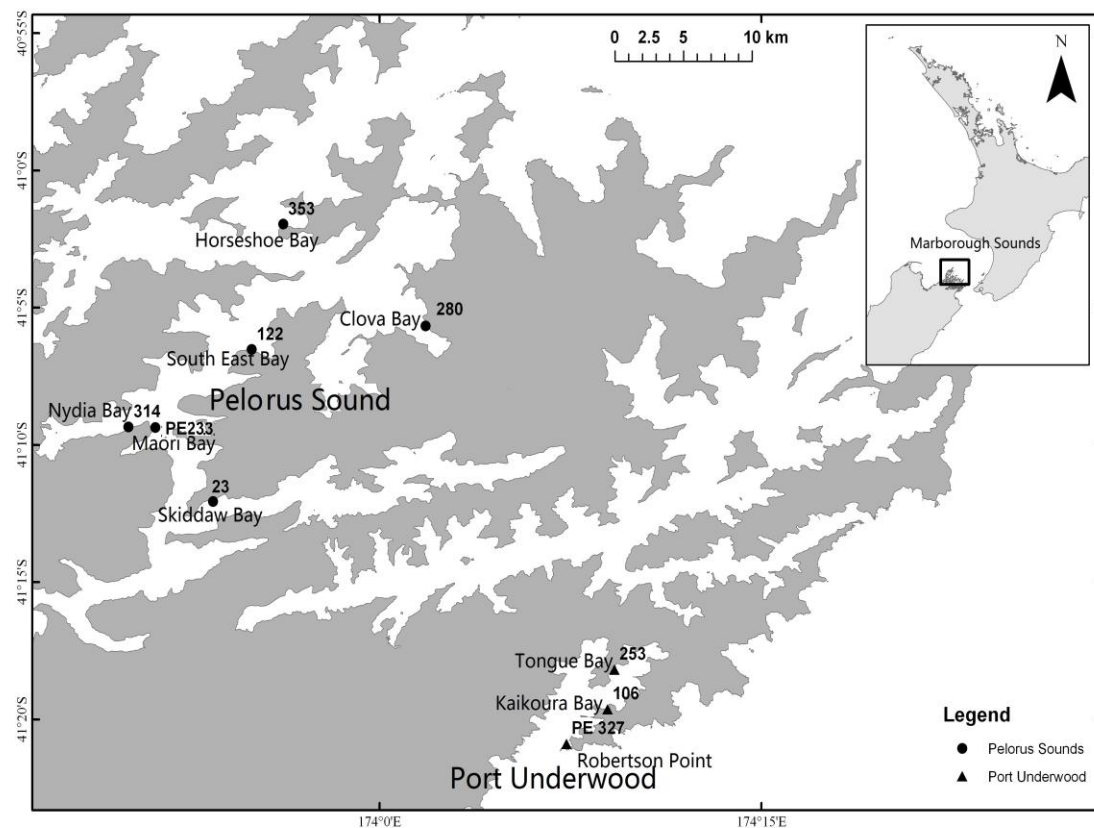 40°55'S
0 2.5 5 10 km
N
41°0'S
353
Horseshoe Bay
Marborough Sounds
41°5'S
Clova Bay 280
122
South East Bay
Pelorus Sound
Nydia Bay 314
PE233
Maori Bay
41°10'S
23
Skiddaw Bay
41°15'S
Tongue Bay 253
Kaikoura Bay 106
41°20'S
PE 327
Robertson Point
Port Underwood
Legend
Pelorus Sounds
Port Underwood
174°0'E
174°15'E